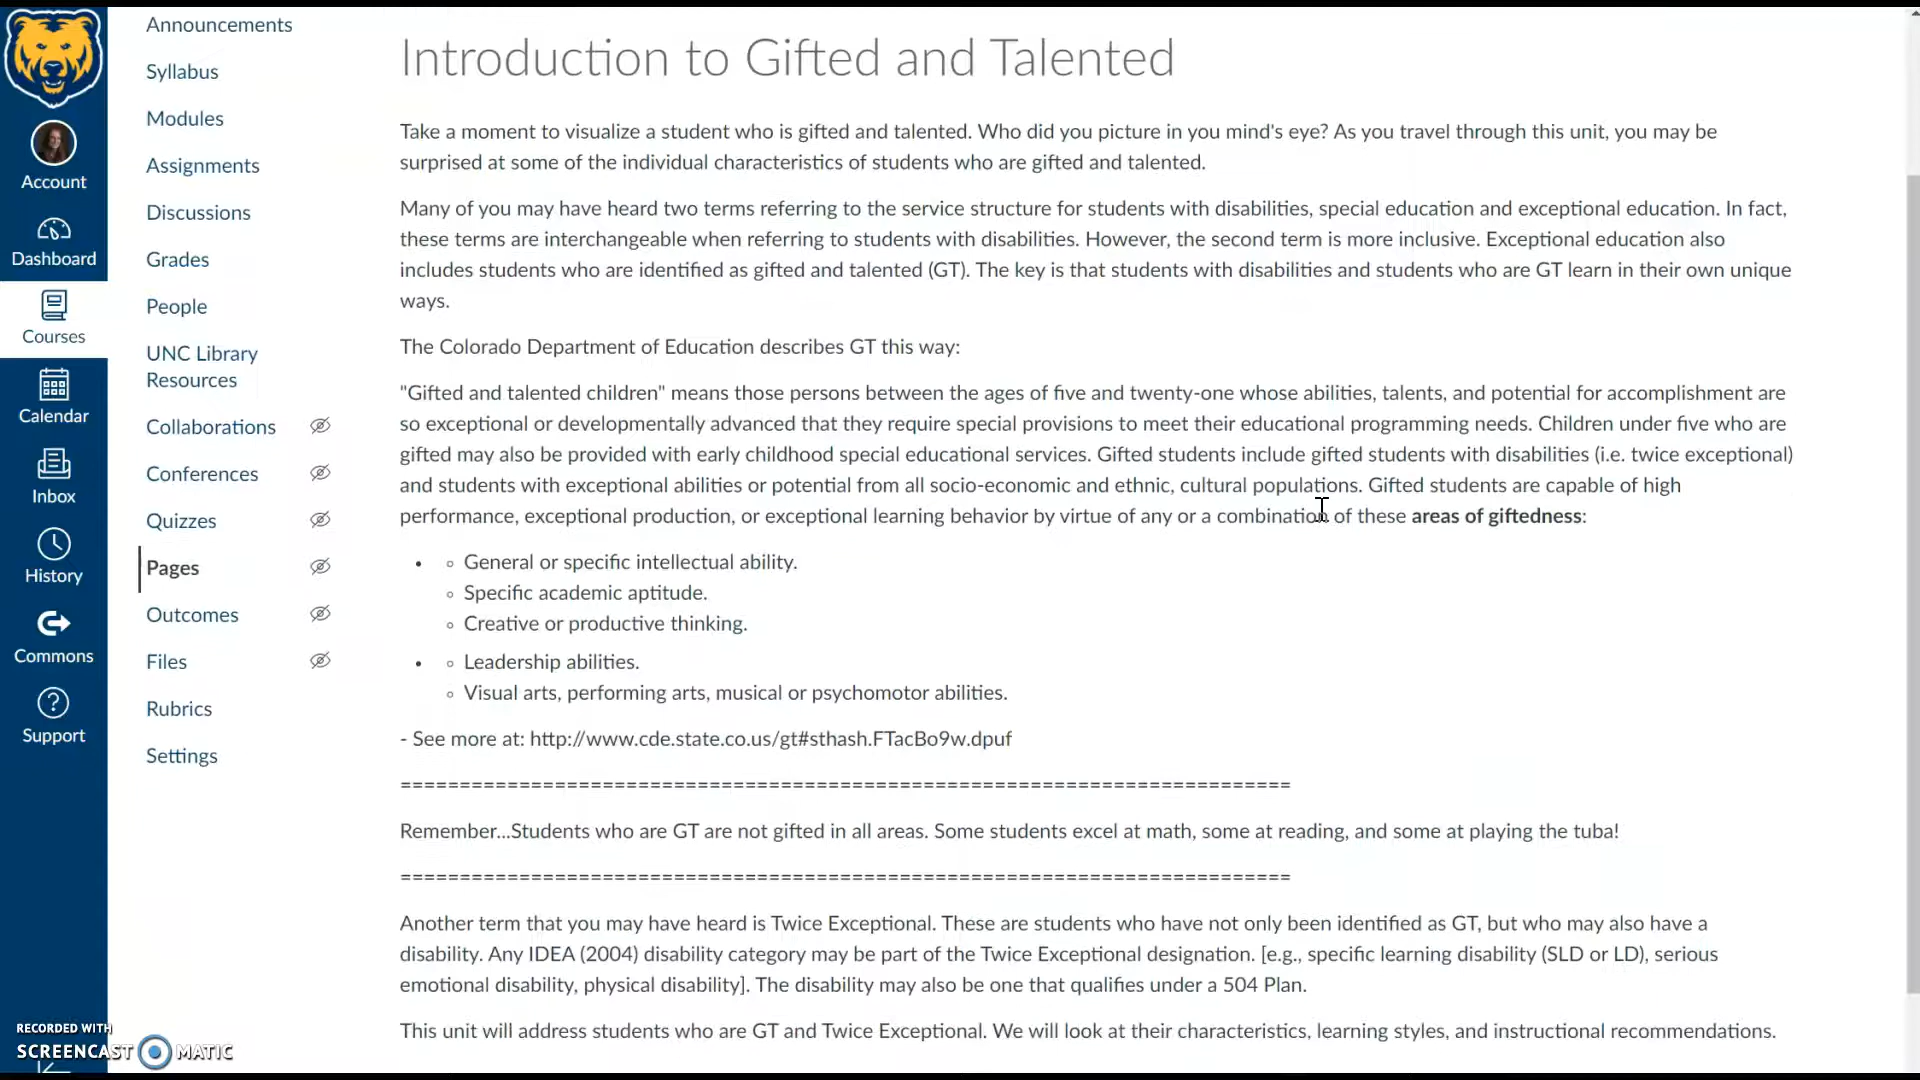 Account
Dashboard
Courses
Calendar
Inbox
History
Commons
Support
Announcements
Syllabus
Modules
Assignments
Discussions
Grades
People
UNC Library
Resources
Collaborations
Conferences
Quizzes
Pages
Outcomes
Files
Rubrics
Settings
Introduction to Gifted and Talented
Take a moment to visualize a student who is gifted and talented. Who did you picture in you mind's eye? As you travel through this unit, you may be
surprised at some of the individual characteristics of students who are gifted and talented.
Many of you may have heard two terms referring to the service structure for students with disabilities, special education and exceptional education. In fact,
these terms are interchangeable when referring to students with disabilities. However, the second term is more inclusive. Exceptional education also
includes students who are identified as gifted and talented (GT). The key is that students with disabilities and students who are GT learn in their own unique
ways.
The Colorado Department of Education describes GT this way:
"Gifted and talented children" means those persons between the ages of five and twenty-one whose abilities, talents, and potential for accomplishment are
so exceptional or developmentally advanced that they require special provisions to meet their educational programming needs. Children under five who are
gifted may also be provided with early childhood special educational services. Gifted students include gifted students with disabilities (i.e. twice exceptional)
and students with exceptional abilities or potential from all socio-economic and ethnic, cultural populations. Gifted students are capable of high
performance, exceptional production, or exceptional learning behavior by virtue of any or a combination of these areas of giftedness:
General or specific intellectual ability.
Specific academic aptitude.
Creative or productive thinking.
Leadership abilities.
Visual arts, performing arts, musical or psychomotor abilities.
- See more at: http://www.cde.state.co.us/gt#sthash.FTacBo9w.dpuf
==========================================================================
Remember...Students who are GT are not gifted in all areas. Some students excel at math, some at reading, and some at playing the tuba!
==========================================================================
Another term that you may have heard is Twice Exceptional. These are students who have not only been identified as GT, but who may also have a
disability. Any IDEA (2004) disability category may be part of the Twice Exceptional designation. [e.g., specific learning disability (SLD or LD), serious
emotional disability, physical disability]. The disability may also be one that qualifies under a 504 Plan.
This unit will address students who are GT and Twice Exceptional. We will look at their characteristics, learning styles, and instructional recommendations.
RECORDED WITH
SCREENCAST MATIC